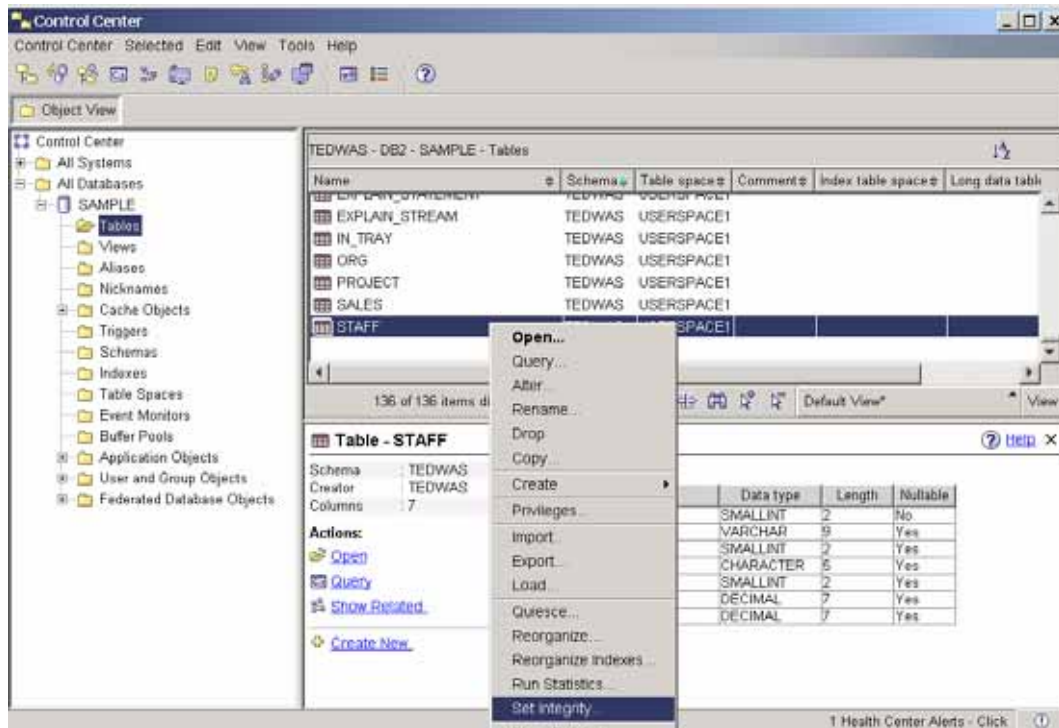 Control Center
Control Center Selected Edit View Tools Help
Object View
Control Center
All Systems
All Databases
SAMPLE
Tables
Views
Aliases
Nicknames
Cache Objects
Triggers
Schemas
Indexes
Table Spaces
Event Monitors
Buffer Pools
Application Objects
User and Group Objects
Federated Database Objects
TEDWAS - DB2 - SAMPLE - Tables
Name Schema Table space Comment Index table space Long data table
EXPLAIN_STREAM TEDWAS USERSPACE1
IN_TRAY TEDWAS USERSPACE1
ORG TEDWAS USERSPACE1
PROJECT TEDWAS USERSPACE1
SALES TEDWAS USERSPACE1
STAFF
136 of 136 items
Default View*
View
Open...
Query...
Alter...
Rename...
Drop
Copy...
Create
Privileges...
Import...
Export...
Load...
Quiesce...
Reorganize...
Reorganize Indexes...
Run Statistics...
Set Integrity...
Table - STAFF
Help
Schema : TEDWAS
Creator : TEDWAS
Columns : 7
Actions:
Open
Query
Show Related
Create New
Data type Length Nullable
SMALLINT 2 No
VARCHAR 9 Yes
SMALLINT 2 Yes
CHARACTER 5 Yes
SMALLINT 2 Yes
DECIMAL 7 Yes
DECIMAL 7 Yes
1 Health Center Alerts - Click